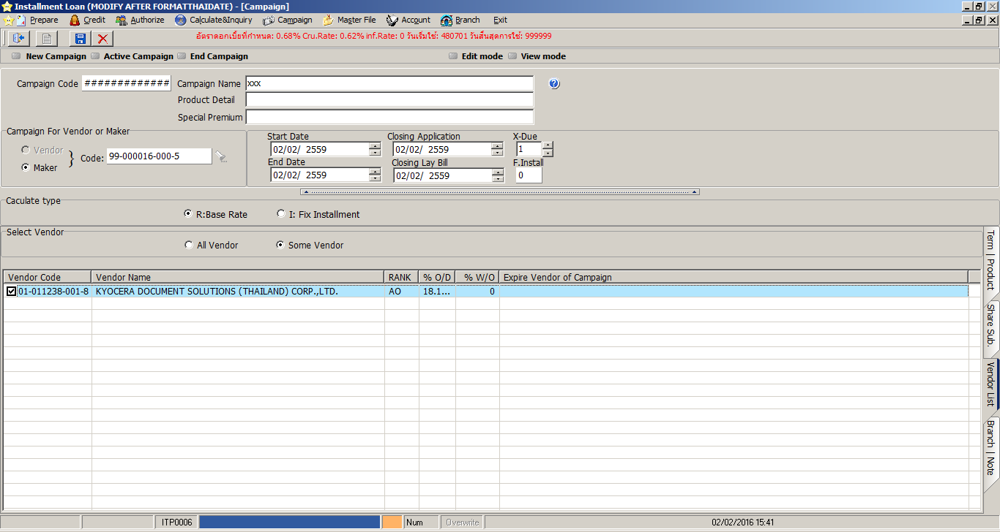 Installment Loan (MODIFY AFTER FORMATTHAIDATE) - [Campaign]
Prepare Credit Authorize Calculate&Inquiry Campaign Master File Account Branch Exit
อัตราดอกเบี้ยที่กำหนด: 0.68% Cru.Rate: 0.62% inf.Rate: 0 วันเริ่มใช้: 480701 วันสิ้นสุดการใช้: 999999
New Campaign Active Campaign End Campaign Edit mode View mode
Campaign Code ############# Campaign Name xxx
Product Detail
Special Premium
Campaign For Vendor or Maker
Vendor
Maker
} Code: 99-000016-000-5
Start Date Closing Application X-Due
02/02/ 2559 02/02/ 2559 1
End Date Closing Lay Bill F.Install
02/02/ 2559 02/02/ 2559 0
Caculate type
R:Base Rate I: Fix Installment
Select Vendor
All Vendor Some Vendor
Vendor Code Vendor Name RANK % O/D % W/O Expire Vendor of Campaign
01-011238-001-8 KYOCERA DOCUMENT SOLUTIONS (THAILAND) CORP.,LTD. AO 18.1... 0
Term | Product
Share Sub.
Vendor List
Branch | Note
ITP0006 Num Overwrite 02/02/2016 15:41